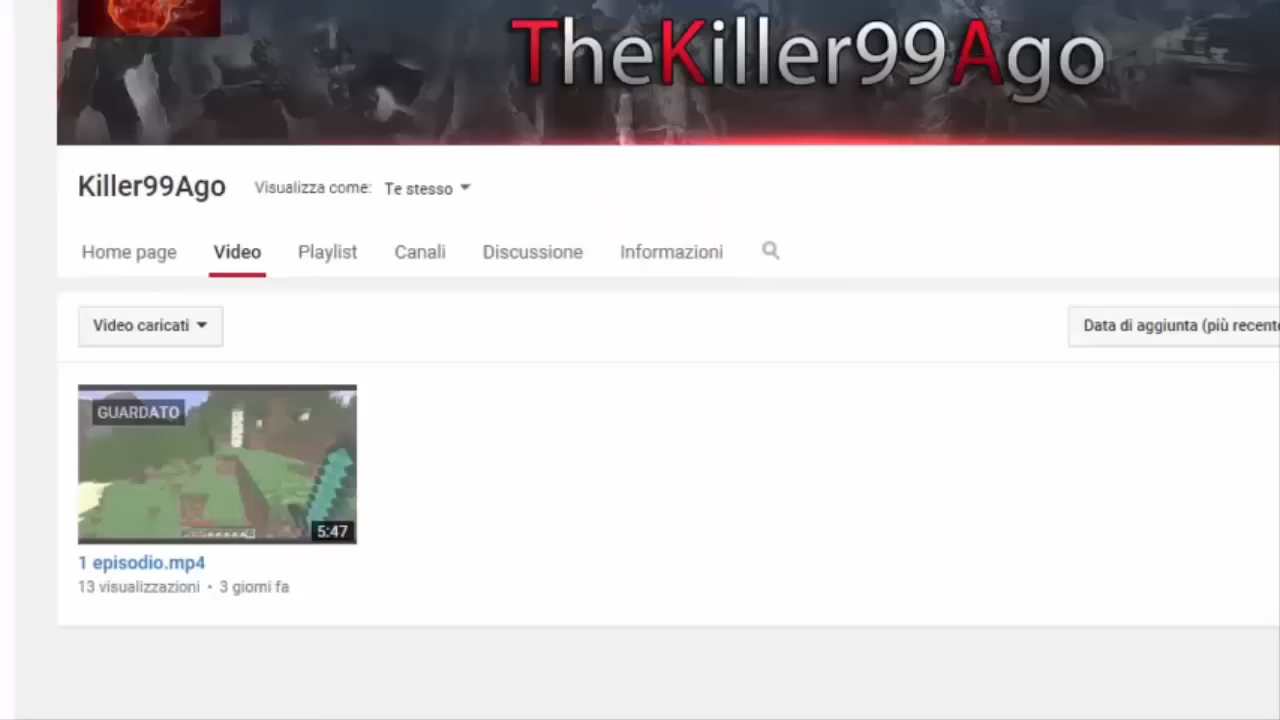 TheKiller99Ago
Killer99Ago Visualizza come: Te stesso
Home page Video Playlist Canali Discussione Informazioni
Video caricati Data di aggiunta (più recente
GUARDATO
5:47
1 episodio.mp4
13 visualizzazioni • 3 giorni fa